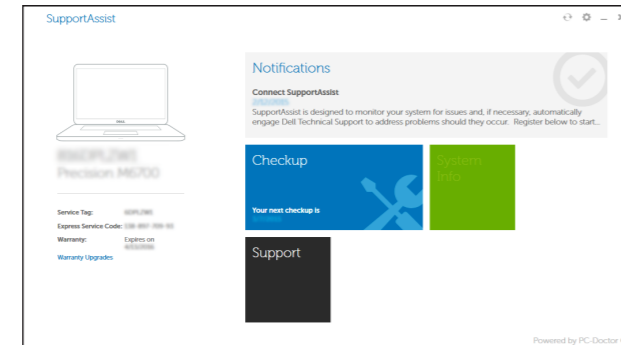 SupportAssist
Notifications
Connect SupportAssist
SupportAssist is designed to monitor your system for issues and, if necessary, automatically
engage Dell Technical Support to address problems should they occur. Register below to start...
DELL
Precision M6700
Checkup
System
Info
Your next checkup is
Service Tag:
Express Service Code:
Warranty: Expires on
Warranty Upgrades
Support
Powered by PC-Doctor